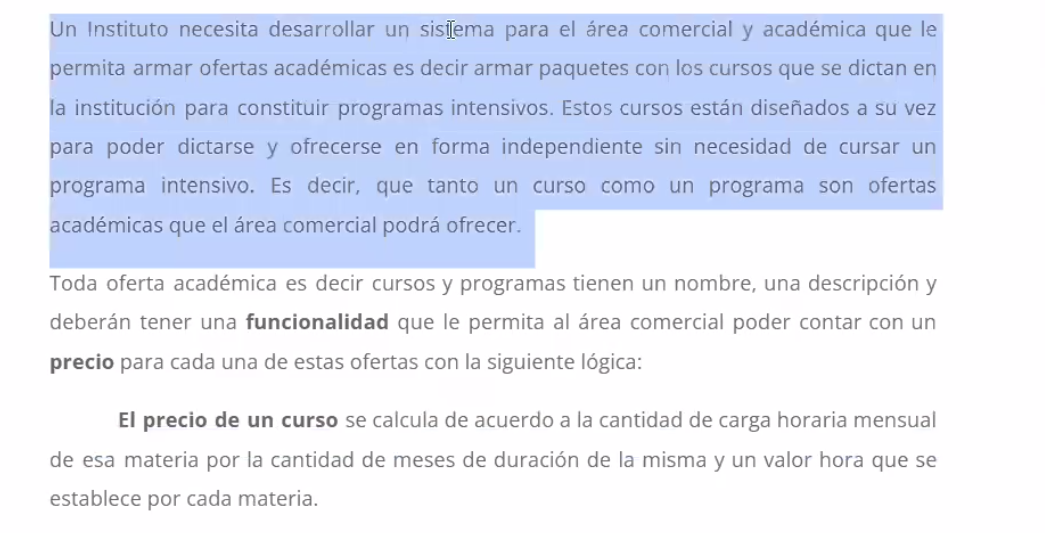 Un Instituto necesita desarrollar un sistema para el área comercial y académica que le
permita armar ofertas académicas es decir armar paquetes con los cursos que se dictan en
la institución para constituir programas intensivos. Estos cursos están diseñados a su vez
para poder dictarse y ofrecerse en forma independiente sin necesidad de cursar un
programa intensivo. Es decir, que tanto un curso como un programa son ofertas
académicas que el área comercial podrá ofrecer.
Toda oferta académica es decir cursos y programas tienen un nombre, una descripción y
deberán tener una funcionalidad que le permita al área comercial poder contar con un
precio para cada una de estas ofertas con la siguiente lógica:
El precio de un curso se calcula de acuerdo a la cantidad de carga horaria mensual
de esa materia por la cantidad de meses de duración de la misma y un valor hora que se
establece por cada materia.